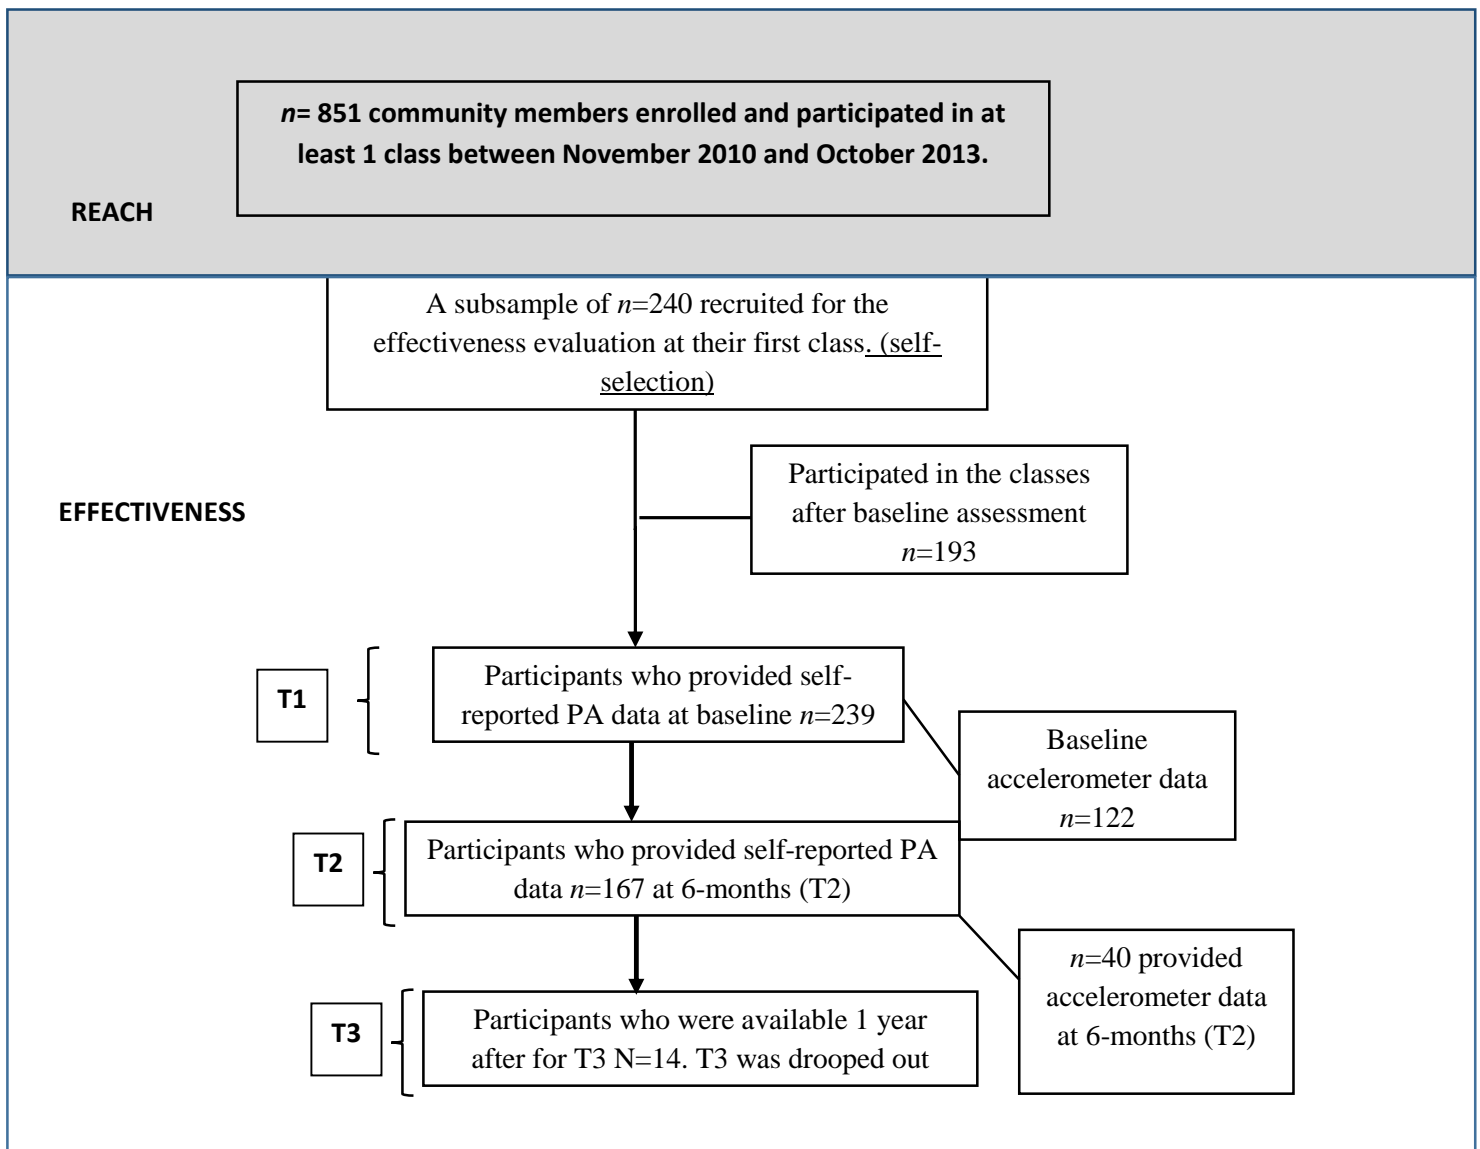 n= 851 community members enrolled and participated in at
least 1 class between November 2010 and October 2013.
REACH
A subsample of n=240 recruited for the
effectiveness evaluation at their first class. (self-
selection)
Participated in the classes
after baseline assessment
n=193
EFFECTIVENESS
T1
Participants who provided self-
reported PA data at baseline n=239
Baseline
accelerometer data
n=122
T2
Participants who provided self-reported PA
data n=167 at 6-months (T2)
n=40 provided
accelerometer data
at 6-months (T2)
T3
Participants who were available 1 year
after for T3 N=14. T3 was drooped out